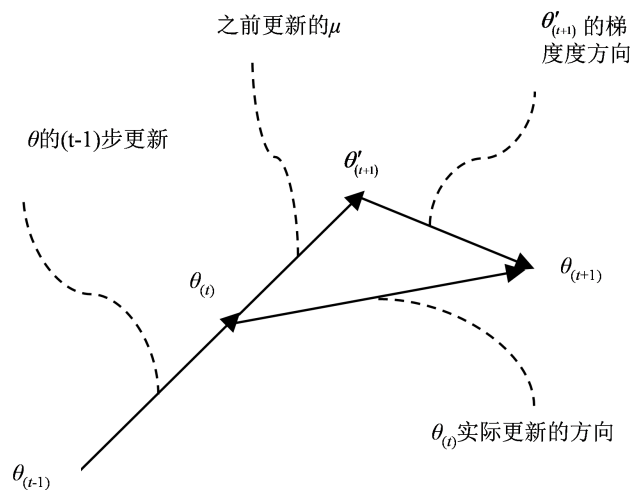 之前更新的μ
θ′(t+1) 的梯
度度方向
θ的(t-1)步更新
θ′(t+1)
θ(t)
θ(t+1)
θ(t)实际更新的方向
θ(t-1)